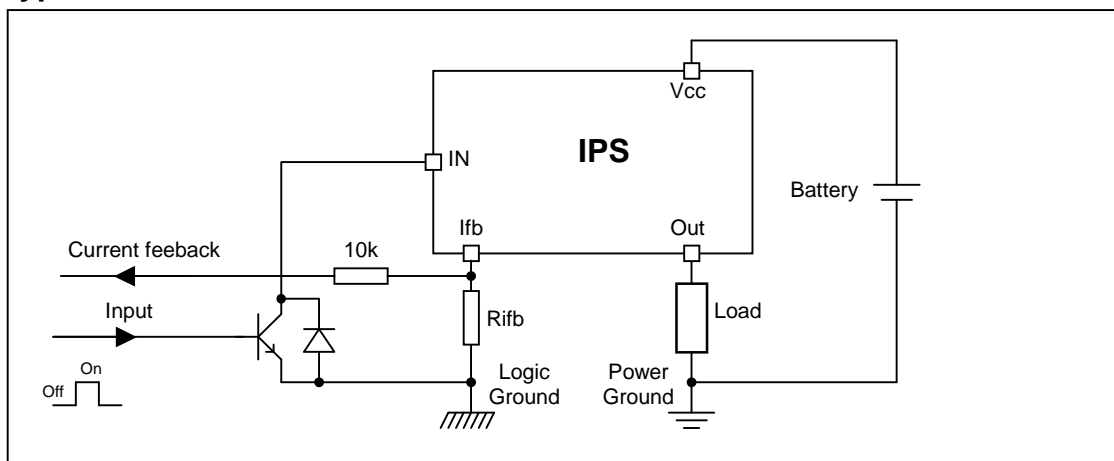 Vcc
IPS
IN
Battery
Ifb
Out
Current feeback
10k
Input
Rifb
Load
On
Off
Logic
Ground
Power
Ground